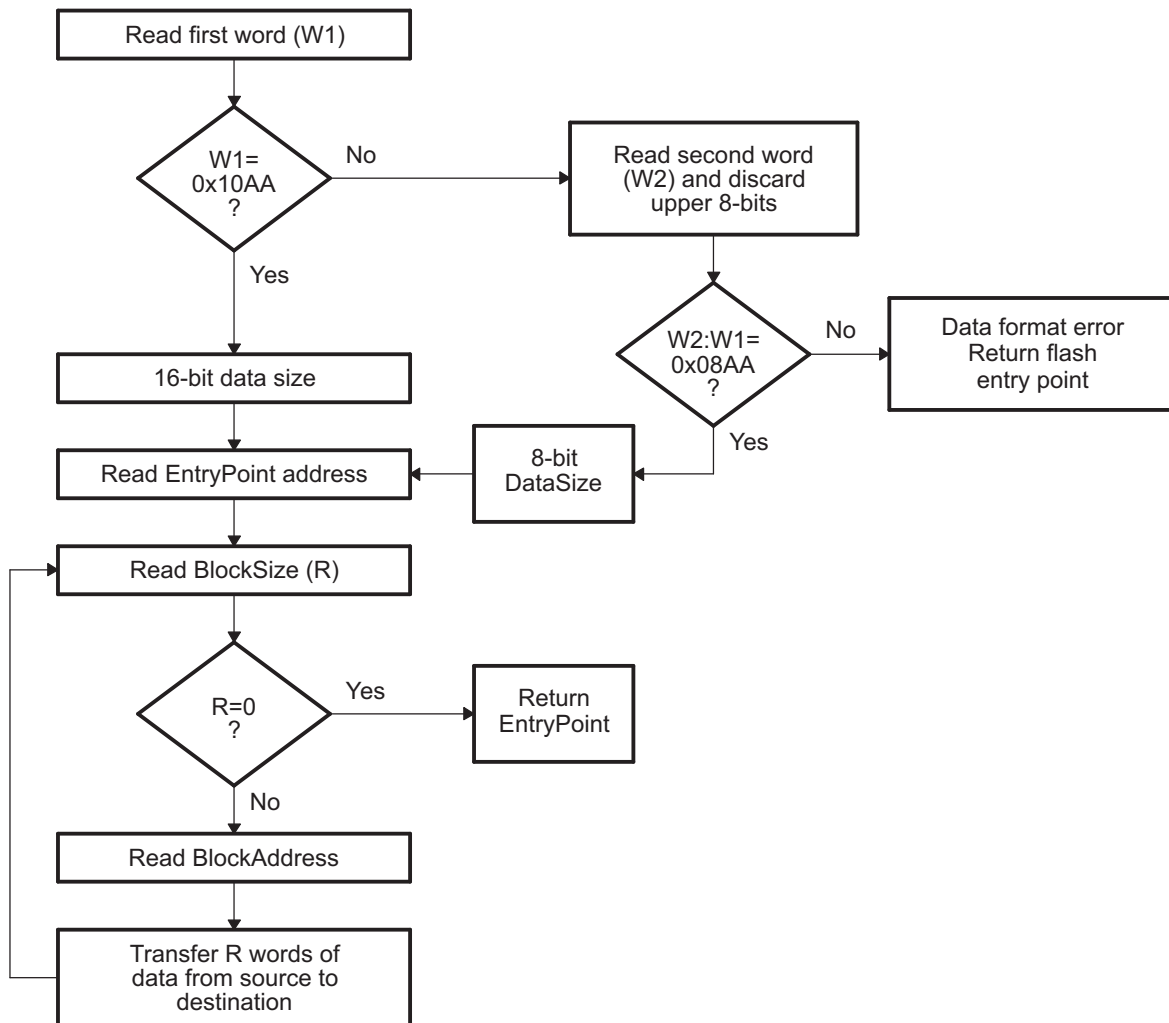 Read first word (W1)
W1=
0x10AA
?
No
Yes
Read second word
(W2) and discard
upper 8-bits
W2:W1=
0x08AA
?
No
Yes
Data format error
Return flash
entry point
16-bit data size
8-bit
DataSize
Read EntryPoint address
Read BlockSize (R)
R=0
?
Yes
No
Return
EntryPoint
Read BlockAddress
Transfer R words of
data from source to
destination